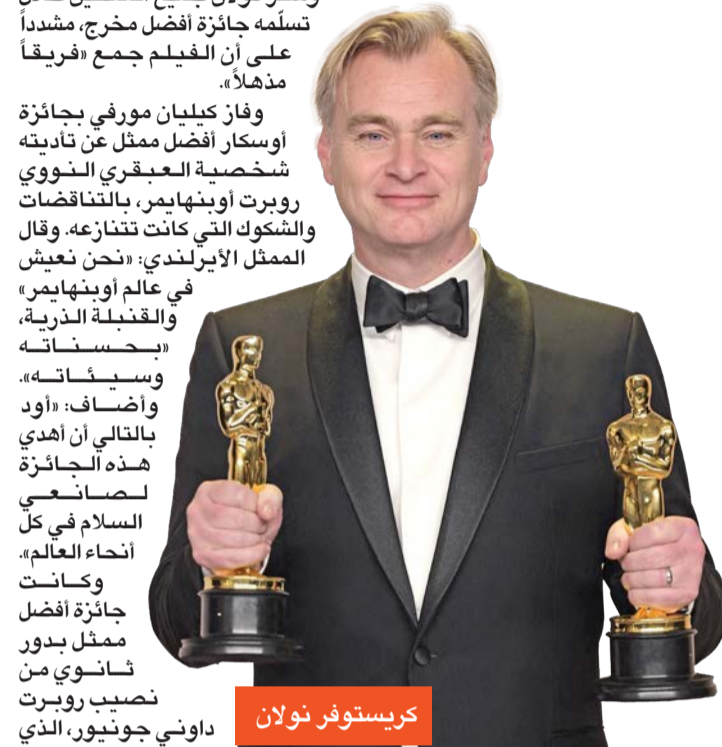 تسلّمه جائزة أفضل مخرج، مشدداً
على أن الفيلم جمع «فريقاً
مذهلاً».
وفاز كيليان مورفي بجائزة
أوسكار أفضل ممثل عن تأديته
شخصية العبقري النووي
روبرت أوبنهايمر، بالتناقضات
والشكوك التي كانت تتنازعه. وقال
الممثل الأيرلندي: «نحن نعيش
في عالم أوبنهايمر»
والقنبلة الذرية،
«بحسناته
وسيئاته».
وأضاف: «أود
بالتالي أن أهدي
هذه الجائزة
لصانعي
السلام في كل
أنحاء العالم».
وكانت
جائزة أفضل
ممثل بدور
ثانوي من
نصيب روبرت
داوني جونيور، الذي
كريستوفر نولان